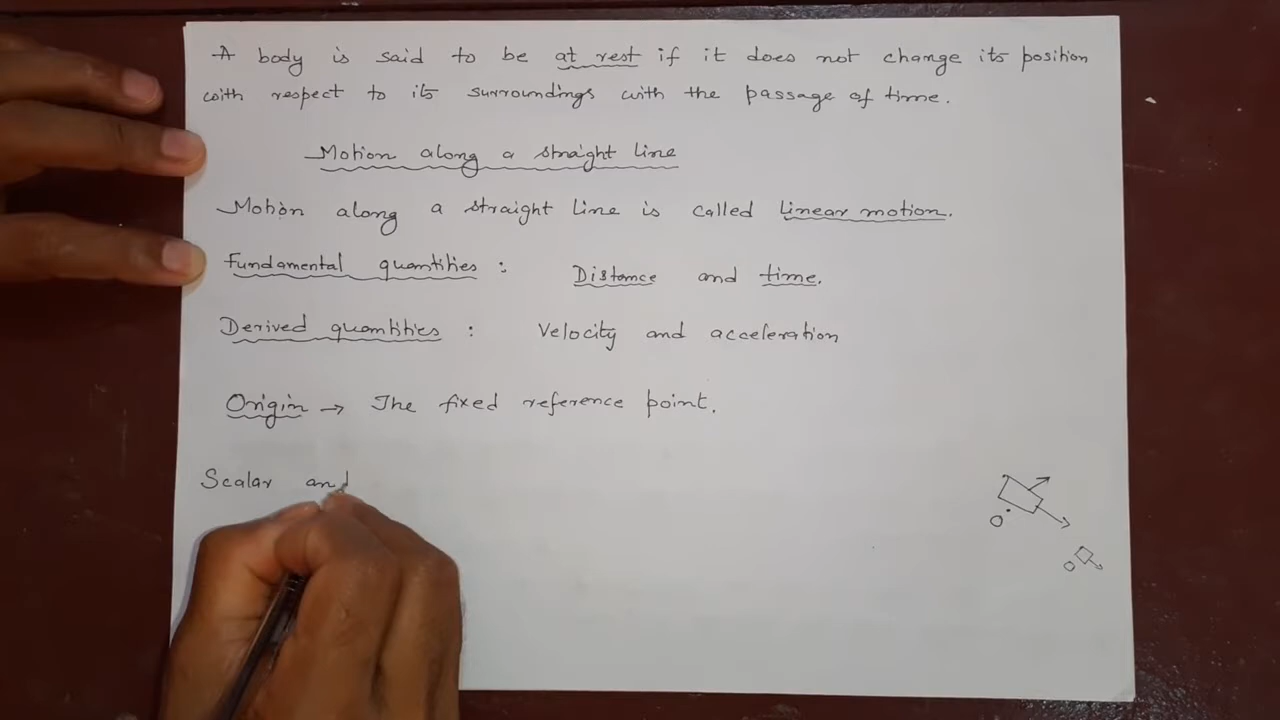 A body is said to be at rest if it does not change its position
with respect to its surroundings with the passage of time.
Motion along a straight line
Motion along a straight line is called linear motion.
Fundamental quantities : Distance and time.
Derived quantities : Velocity and acceleration
Origin → The fixed reference point.
Scalar and
O
O